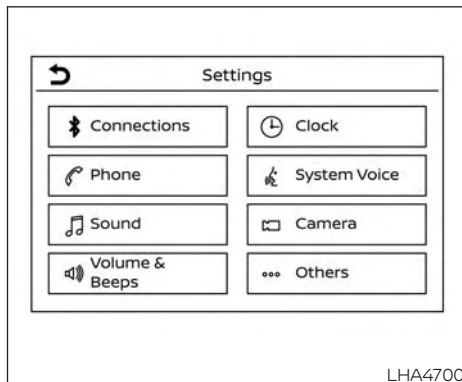 Settings
Connections
Clock
Phone
System Voice
Sound
Camera
Volume &
Beeps
Others
LHA4700